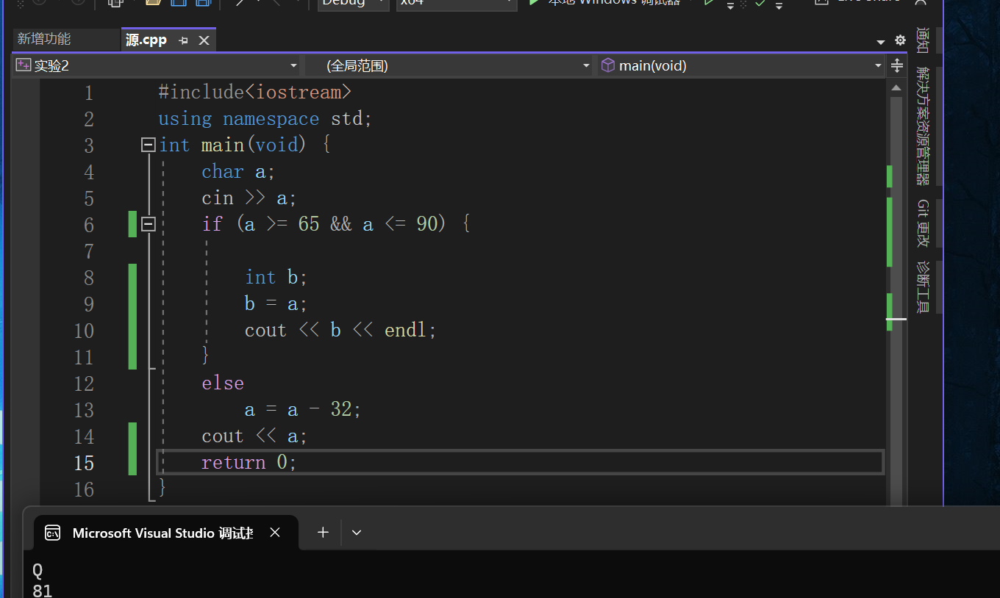 Debug x64 本地 Windows 调试器 Live Share
新增功能 源.cpp
实验2 (全局范围) main(void)
1 #include<iostream>
2 using namespace std;
3 int main(void) {
4 char a;
5 cin >> a;
6 if (a >= 65 && a <= 90) {
7
8 int b;
9 b = a;
10 cout << b << endl;
11 }
12 else
13 a = a - 32;
14 cout << a;
15 return 0;
16 }
通知
解决方案资源管理器
Git 更改
诊断工具
Microsoft Visual Studio 调试
Q
81